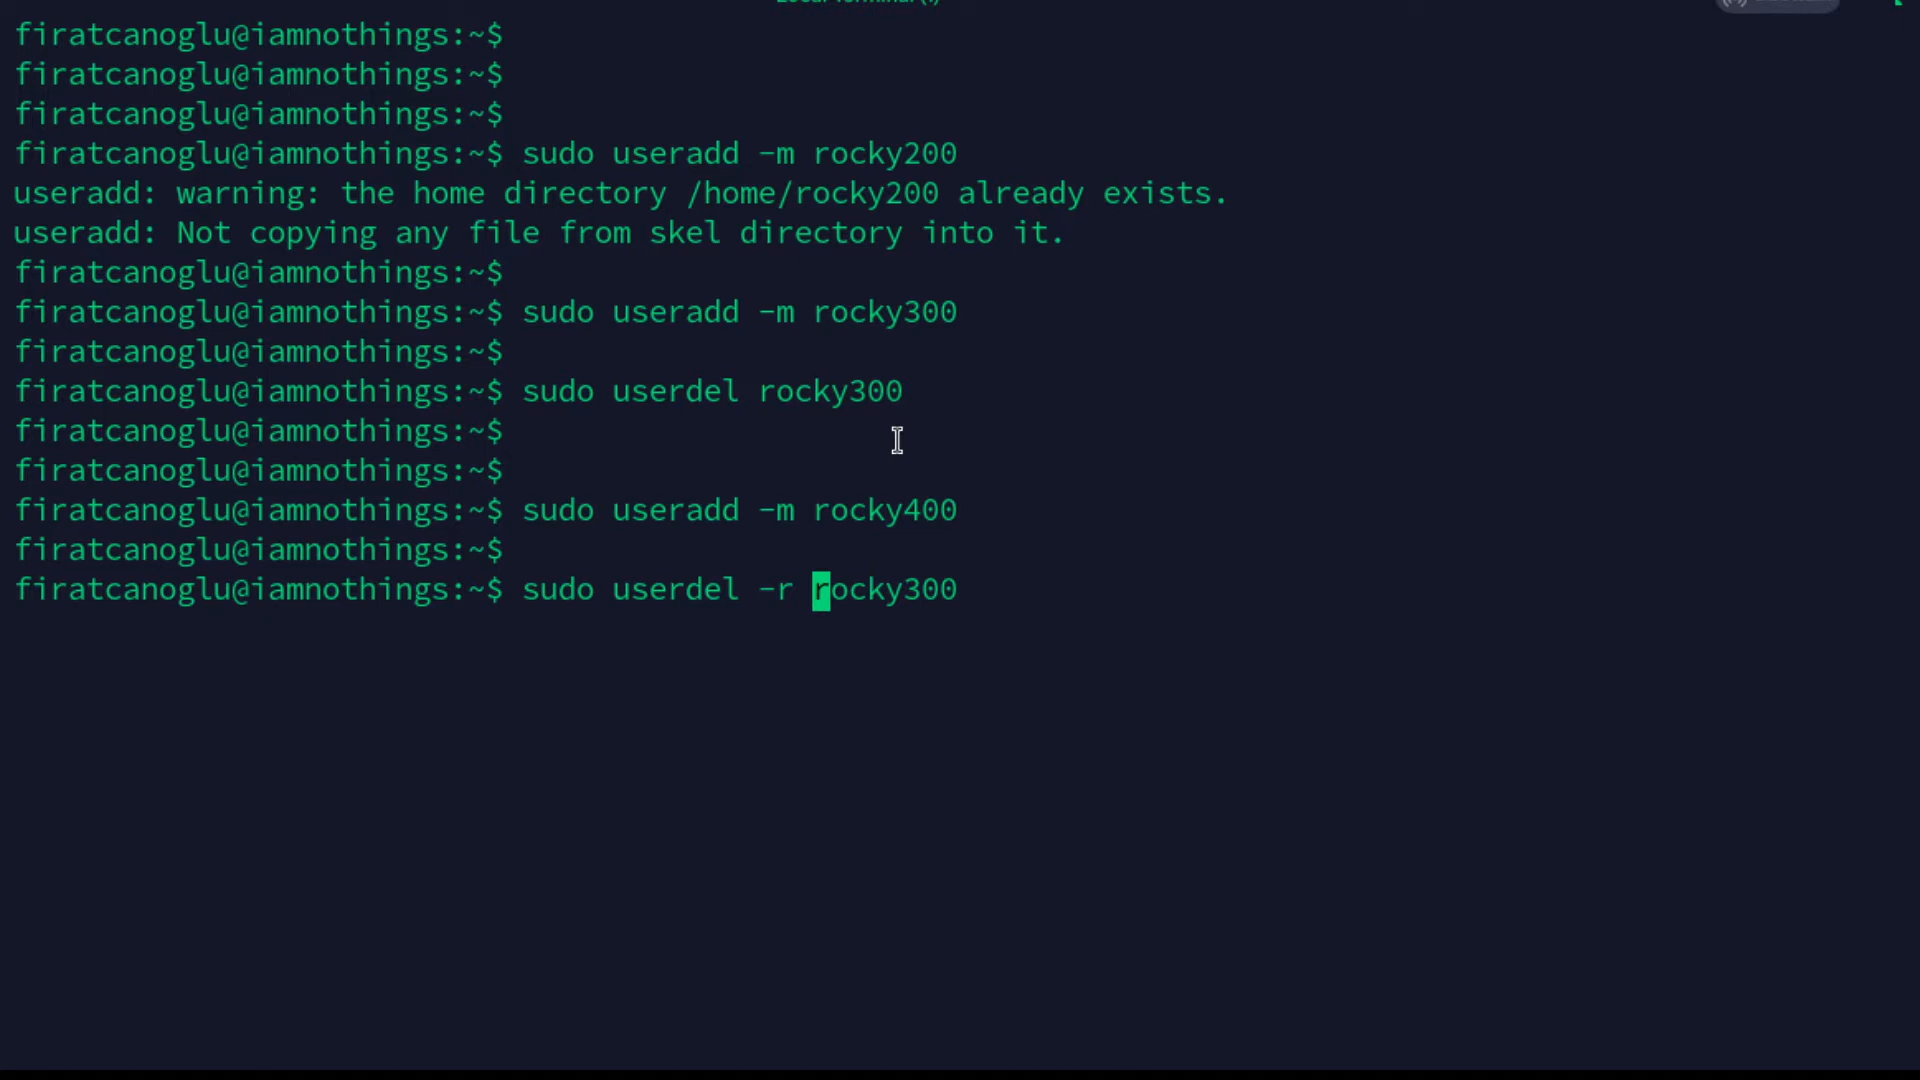 firatcanoglu@iamnothings:~$
firatcanoglu@iamnothings:~$
firatcanoglu@iamnothings:~$
firatcanoglu@iamnothings:~$ sudo useradd -m rocky200
useradd: warning: the home directory /home/rocky200 already exists.
useradd: Not copying any file from skel directory into it.
firatcanoglu@iamnothings:~$
firatcanoglu@iamnothings:~$ sudo useradd -m rocky300
firatcanoglu@iamnothings:~$
firatcanoglu@iamnothings:~$ sudo userdel rocky300
firatcanoglu@iamnothings:~$
firatcanoglu@iamnothings:~$
firatcanoglu@iamnothings:~$ sudo useradd -m rocky400
firatcanoglu@iamnothings:~$
firatcanoglu@iamnothings:~$ sudo userdel -r rocky300